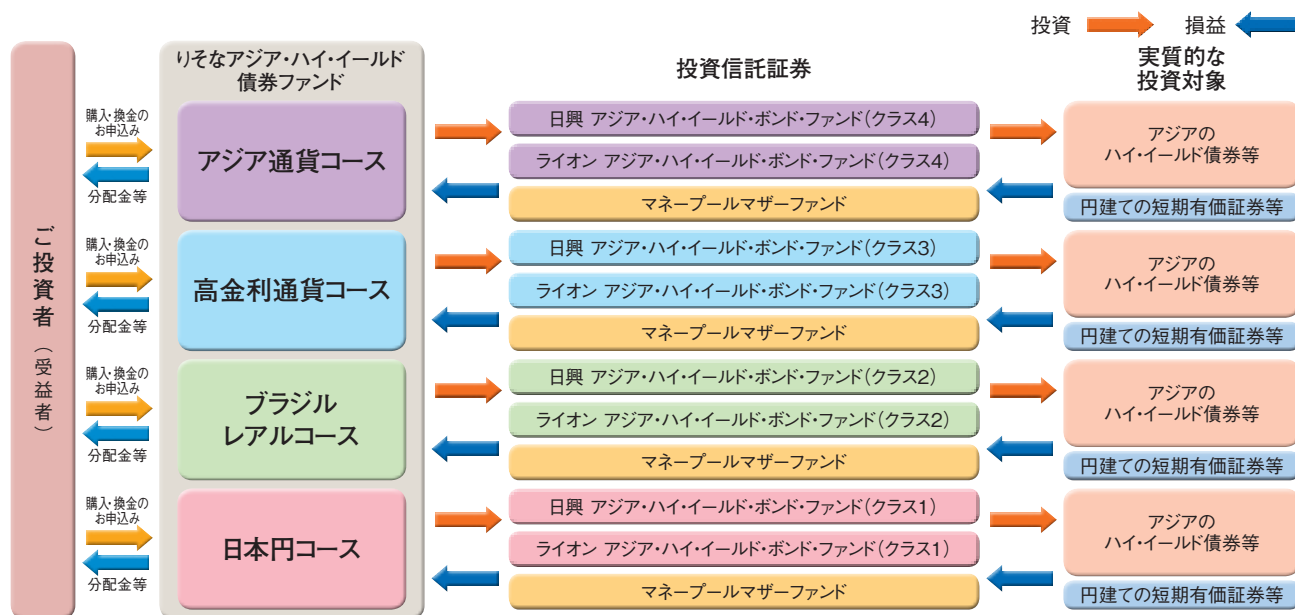 投資
損益
ご投資者（受益者）
りそなアジア・ハイ・イールド
債券ファンド
投資信託証券
実質的な
投資対象
購入・換金の
お申込み
分配金等
アジア通貨コース
日興 アジア・ハイ・イールド・ボンド・ファンド（クラス4）
ライオン アジア・ハイ・イールド・ボンド・ファンド（クラス4）
マネープールマザーファンド
アジアの
ハイ・イールド債券等
円建ての短期有価証券等
購入・換金の
お申込み
分配金等
高金利通貨コース
日興 アジア・ハイ・イールド・ボンド・ファンド（クラス3）
ライオン アジア・ハイ・イールド・ボンド・ファンド（クラス3）
マネープールマザーファンド
アジアの
ハイ・イールド債券等
円建ての短期有価証券等
購入・換金の
お申込み
分配金等
ブラジル
レアルコース
日興 アジア・ハイ・イールド・ボンド・ファンド（クラス2）
ライオン アジア・ハイ・イールド・ボンド・ファンド（クラス2）
マネープールマザーファンド
アジアの
ハイ・イールド債券等
円建ての短期有価証券等
購入・換金の
お申込み
分配金等
日本円コース
日興 アジア・ハイ・イールド・ボンド・ファンド（クラス1）
ライオン アジア・ハイ・イールド・ボンド・ファンド（クラス1）
マネープールマザーファンド
アジアの
ハイ・イールド債券等
円建ての短期有価証券等